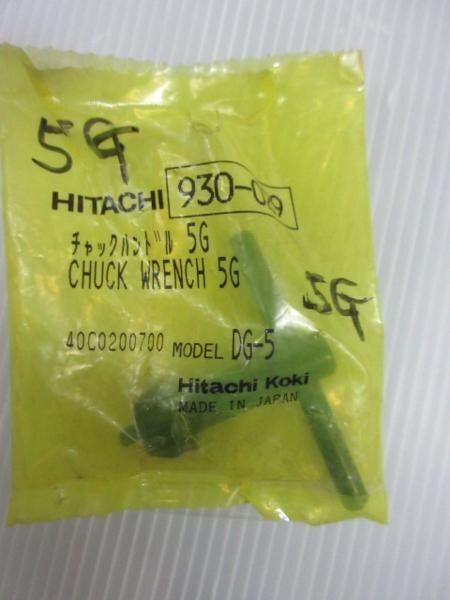 5G
HITACHI 930-009
チャックハンドル 5G
CHUCK WRENCH 5G
5G
40C0200700 MODEL DG-5
Hitachi Koki
MADE IN JAPAN